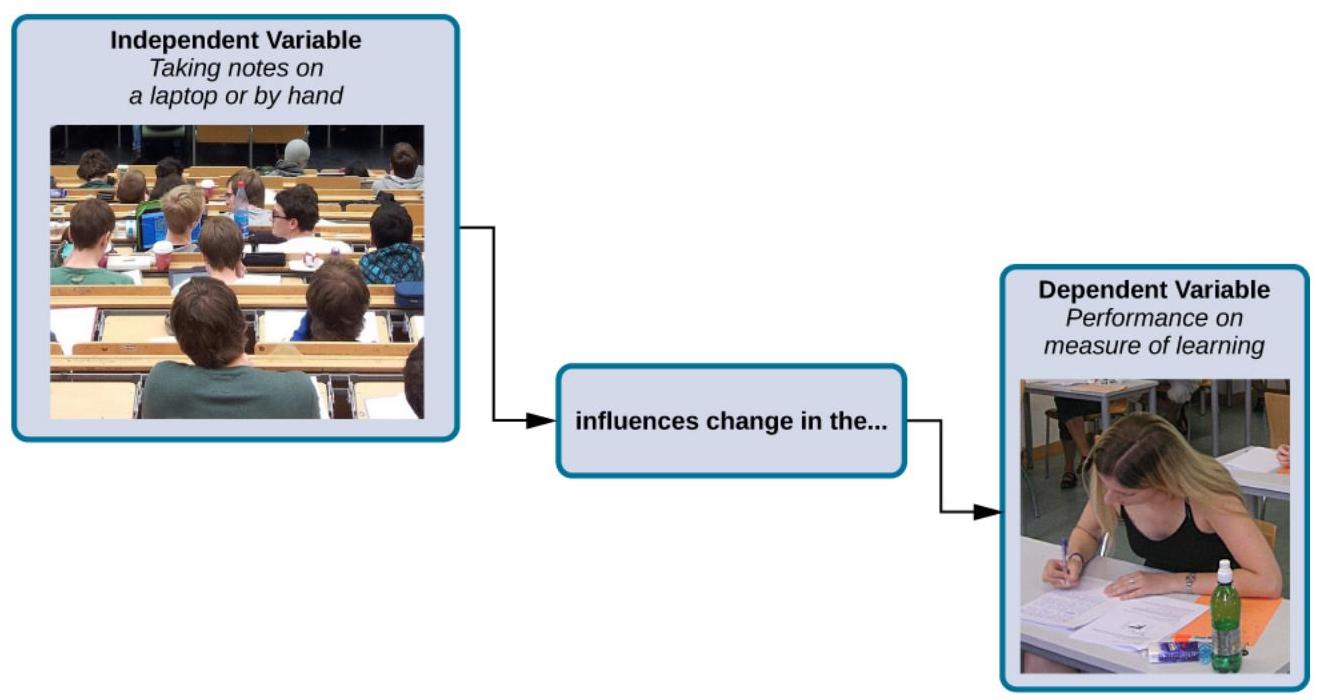 Independent Variable
Taking notes on
a laptop or by hand
influences change in the...
Dependent Variable
Performance on
measure of learning